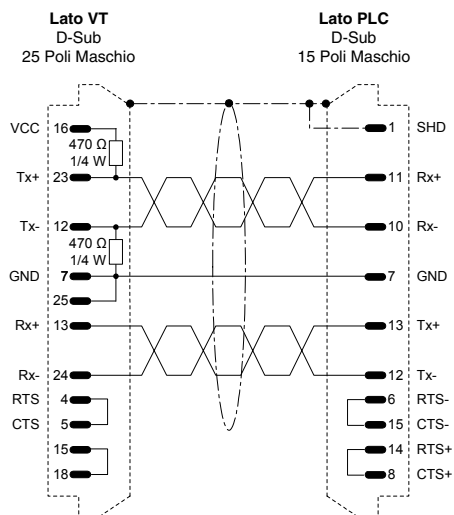 Lato VT
D-Sub
25 Poli Maschio
Lato PLC
D-Sub
15 Poli Maschio
VCC 16
470 Ω
1/4 W
Tx+ 23
Tx- 12
470 Ω
1/4 W
GND 7
25
Rx+ 13
Rx- 24
RTS 4
CTS 5
15
18
1 SHD
11 Rx+
10 Rx-
7 GND
13 Tx+
12 Tx-
6 RTS-
15 CTS-
14 RTS+
8 CTS+